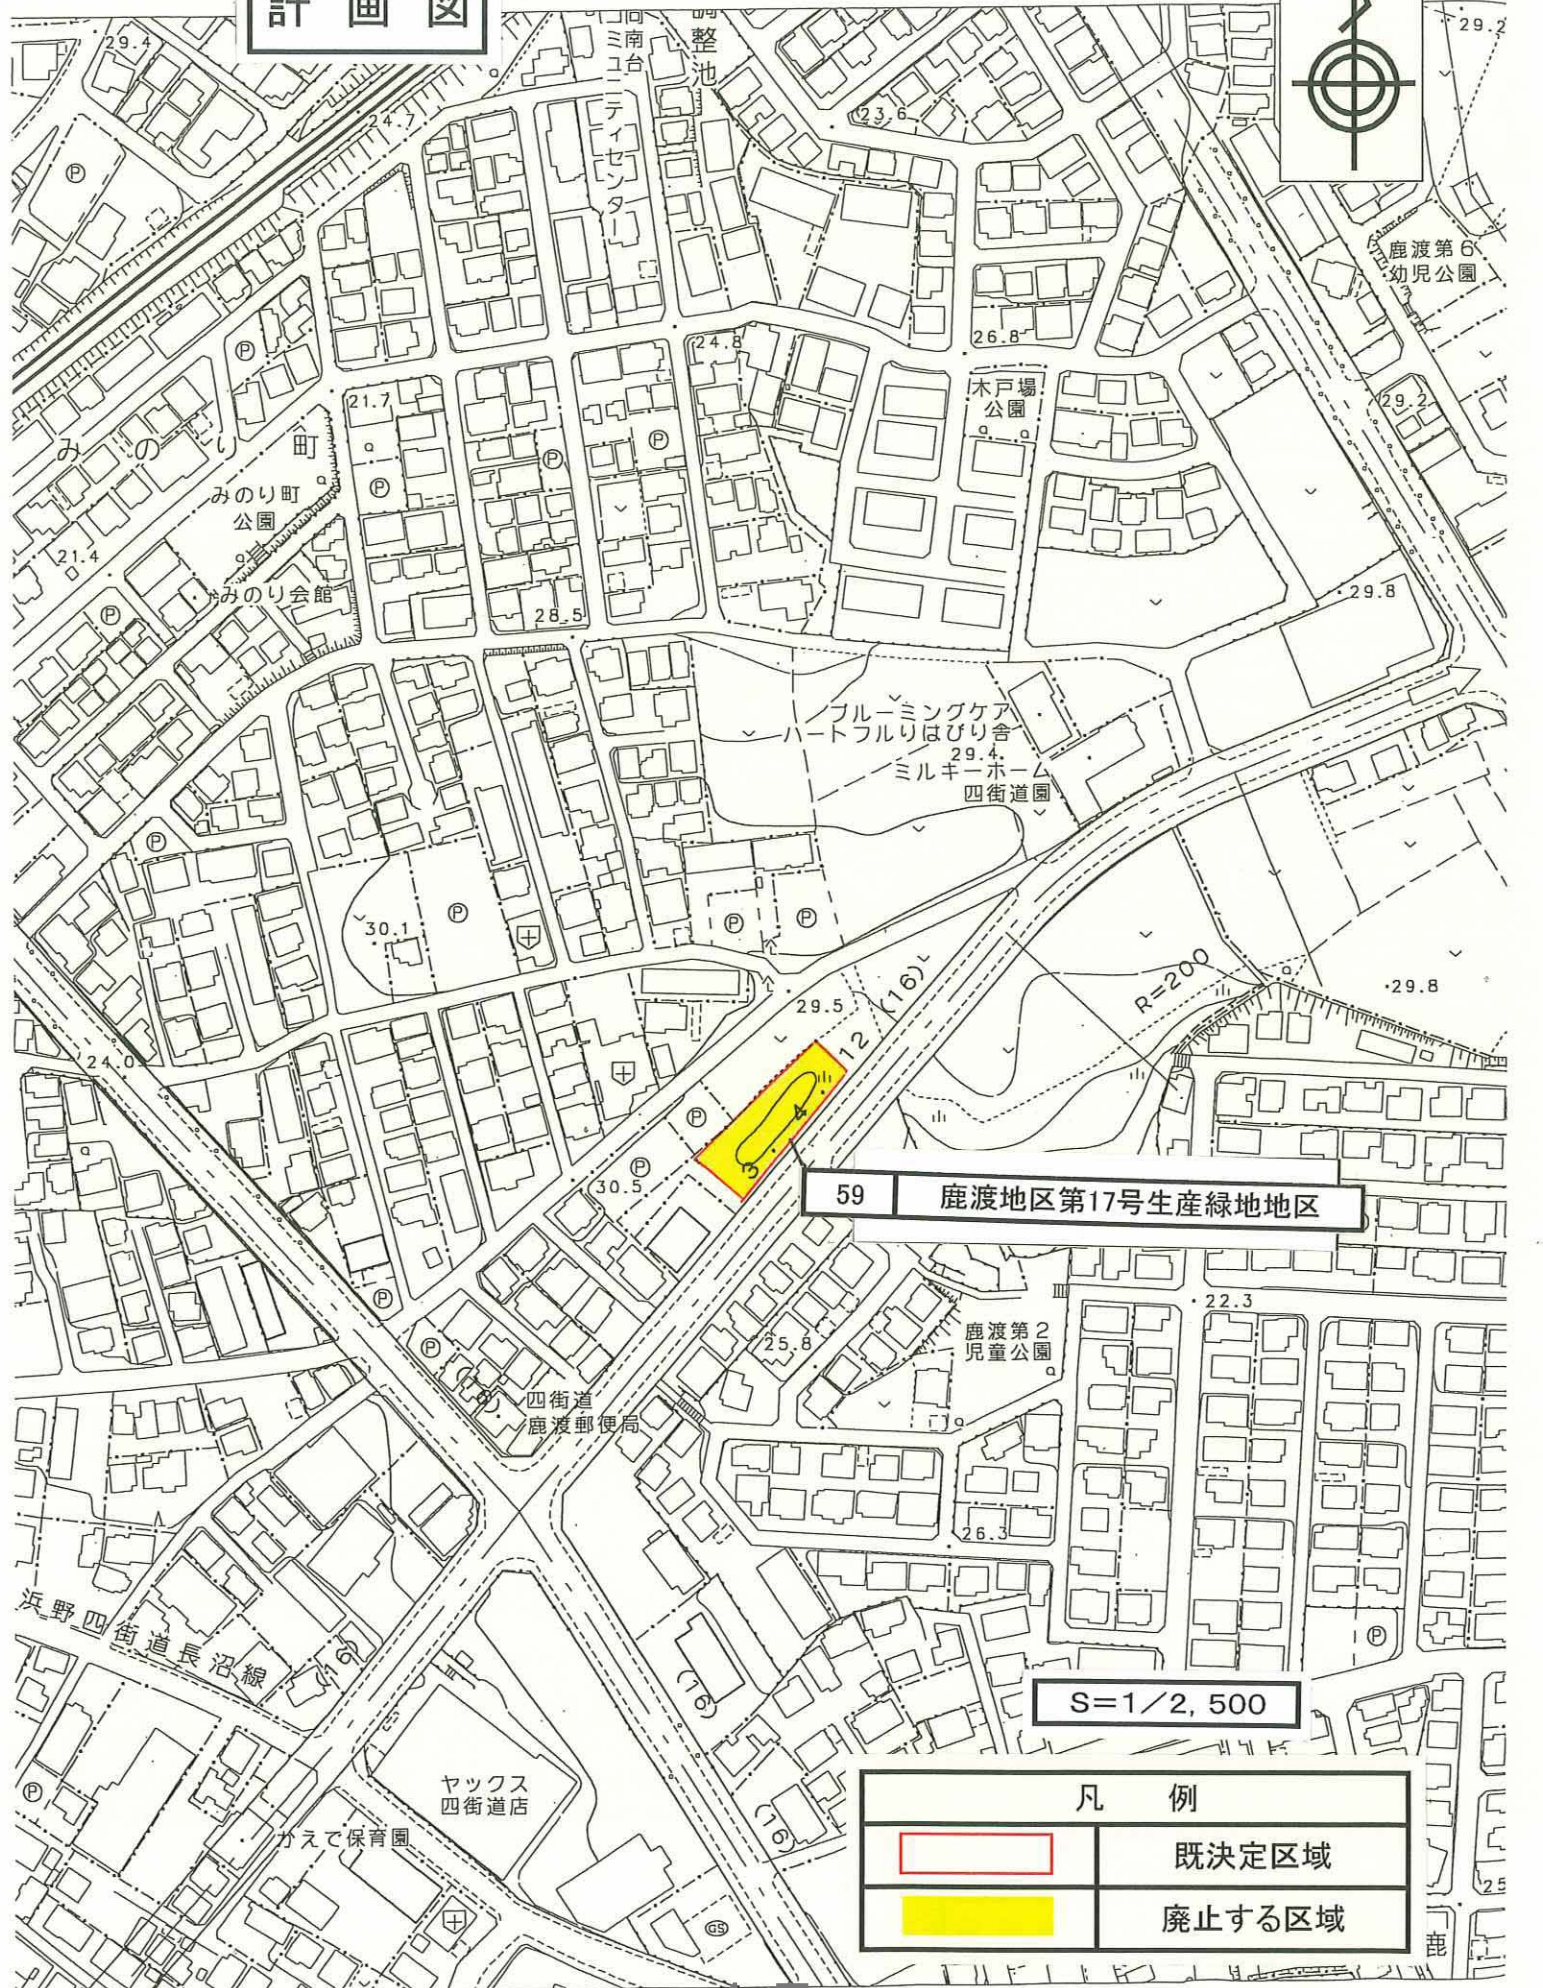 計画図
29.4
南台
コミュニティセンター
調整池
29.2
24.7
23.6
P
鹿渡第6
幼児公園
P
24.8
26.8
木戸場
公園
21.7
29.2
みのり町
P
P
P
みのり町
公園
21.4
みのり会館
P
28.5
29.8
ブルーミングケア
ハートフルりはびり舎
29.4
ミルキーホーム
四街道園
P
30.1
P
P
P
R=200
29.8
29.5
(16)
12
24.0
P
4
3
P
30.5
59 鹿渡地区第17号生産緑地地区
P
22.3
鹿渡第2
児童公園
25.8
P
四街道
鹿渡郵便局
26.3
浜野四街道長沼線
(16)
(16)
P
S=1/2,500
P
ヤックス
四街道店
かえで保育園
(16)
GS
凡例
既決定区域
廃止する区域
25
鹿